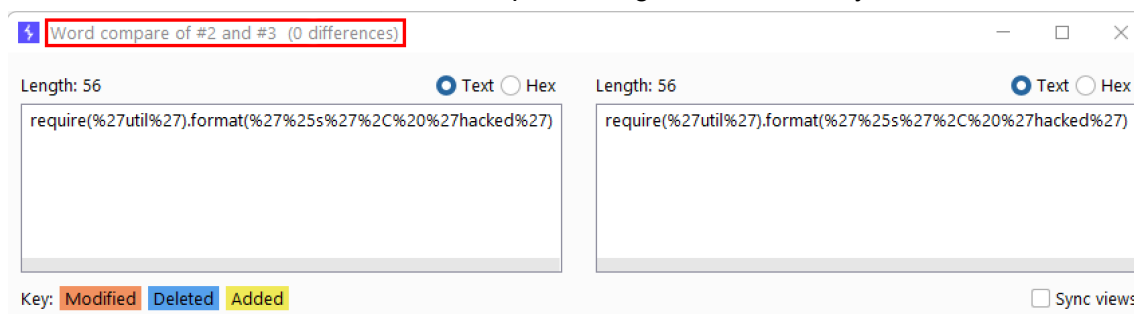 Word compare of #2 and #3 (0 differences)
Length: 56 Text Hex
Length: 56 Text Hex
require(%27util%27).format(%27%25s%27%2C%20%27hacked%27)
require(%27util%27).format(%27%25s%27%2C%20%27hacked%27)
Key: Modified Deleted Added
Sync views